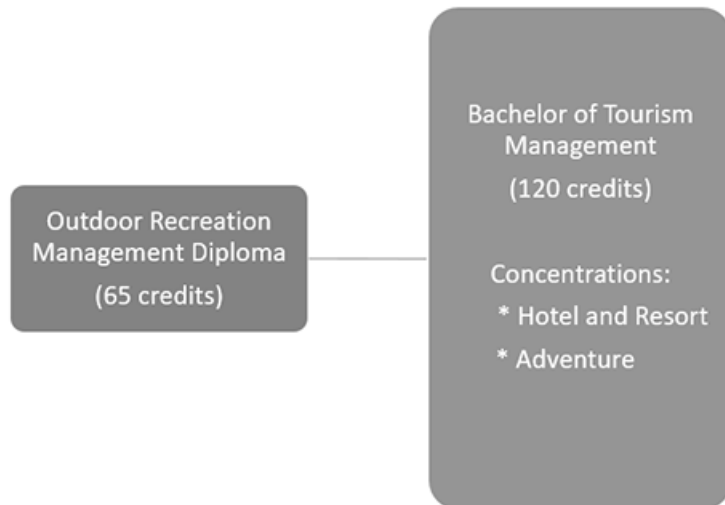 Outdoor Recreation
Management Diploma
(65 credits)
Bachelor of Tourism
Management
(120 credits)
Concentrations:
* Hotel and Resort
* Adventure